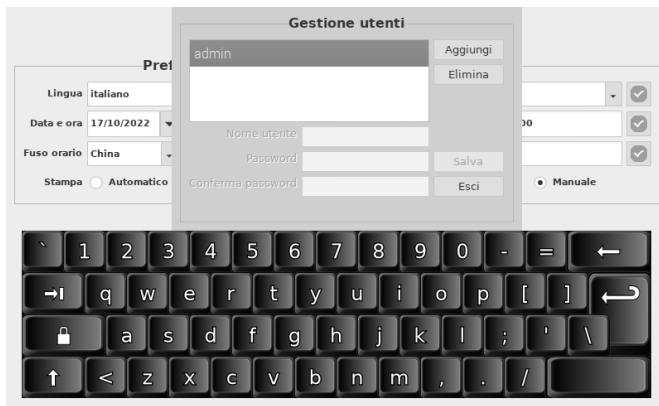 Gestione utenti
admin
Aggiungi
Elimina
Nome utente
Password
Salva
Conferma password
Esci
Pref
Lingua italiano
Data e ora 17/10/2022
00
Fuso orario China
Stampa Automatico Manuale
` 1 2 3 4 5 6 7 8 9 0 - =
q w e r t y u i o p [ ]
a s d f g h j k l ; ' \
< z x c v b n m , . /